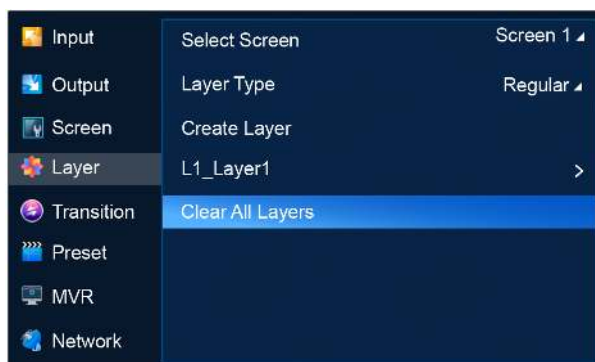 Input
Output
Screen
Layer
Transition
Preset
MVR
Network
Select Screen Screen 1
Layer Type Regular
Create Layer
L1_Layer1 >
Clear All Layers